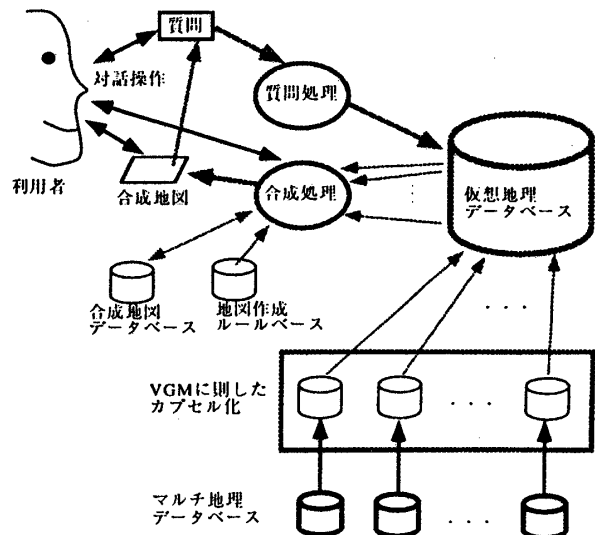 質問
対話操作
質問処理
利用者
合成地図
合成処理
仮想地理
データベース
合成地図
データベース
地図作成
ルールベース
. . .
VGMに則した
カプセル化
. . .
マルチ地理
データベース
. . .